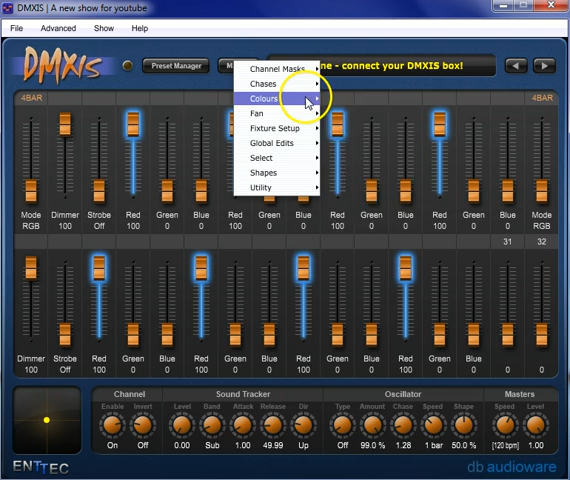 DMXIS | A new show for youtube
File Advanced Show Help
DMXIS Preset Manager ne - connect your DMXIS box!
Channel Masks
Chases
Colours
Fan
Fixture Setup
Global Edits
Select
Shapes
Utility
4BAR 4BAR
Mode Dimmer Strobe Red Green Blue Red Green Blue Red Green Blue Red Green Blue Mode
RGB 100 Off 100 0 0 100 0 0 100 0 0 100 0 0 RGB
31 32
Dimmer Strobe Red Green Blue Red Green Blue Red Green Blue Red Green Blue
100 Off 100 0 0 100 0 0 100 0 0 100 0 0 0 0
Channel Sound Tracker Oscillator Masters
Enable Invert Level Band Attack Release Dir Type Amount Chase Speed Shape Speed Level
On Off 0.00 Sub 1.00 49.99 Up Off 99.0 % 1.28 1 bar 50.0 % [120 bpm] 1.00
ENTTEC db audioware